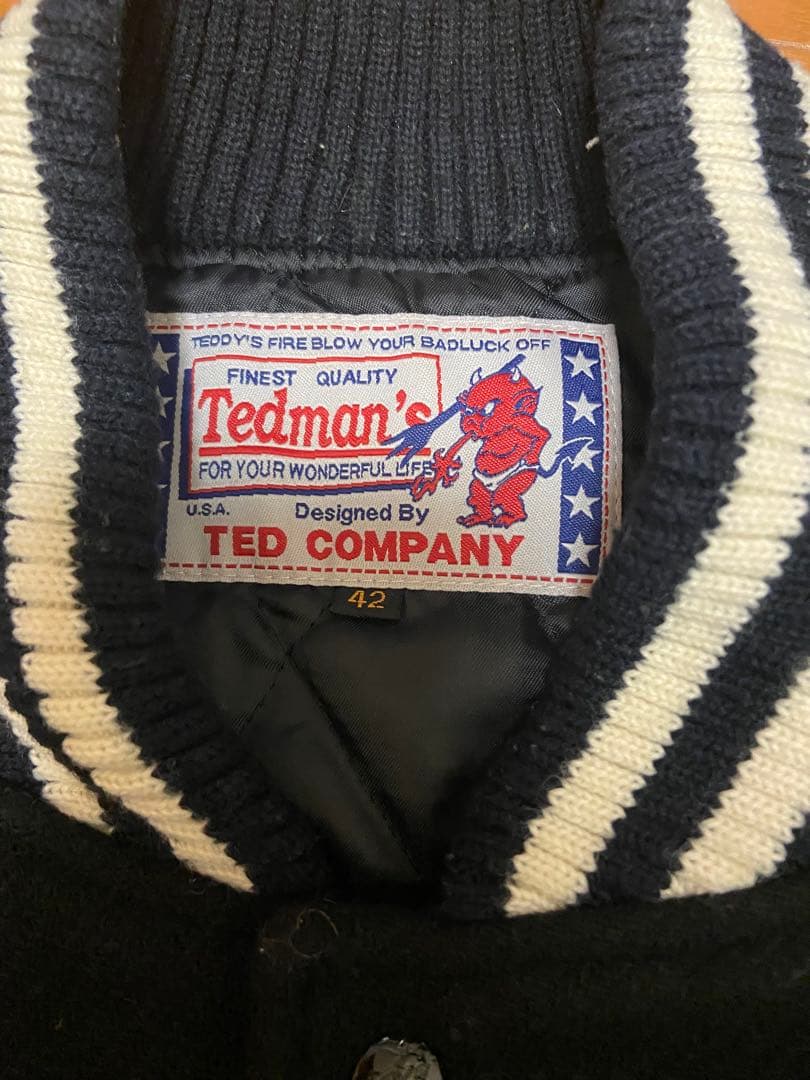 TEDDY'S FIRE BLOW YOUR BADLUCK OFF
FINEST QUALITY
Tedman's
FOR YOUR WONDERFUL LIFE
U.S.A.
Designed By
TED COMPANY
42